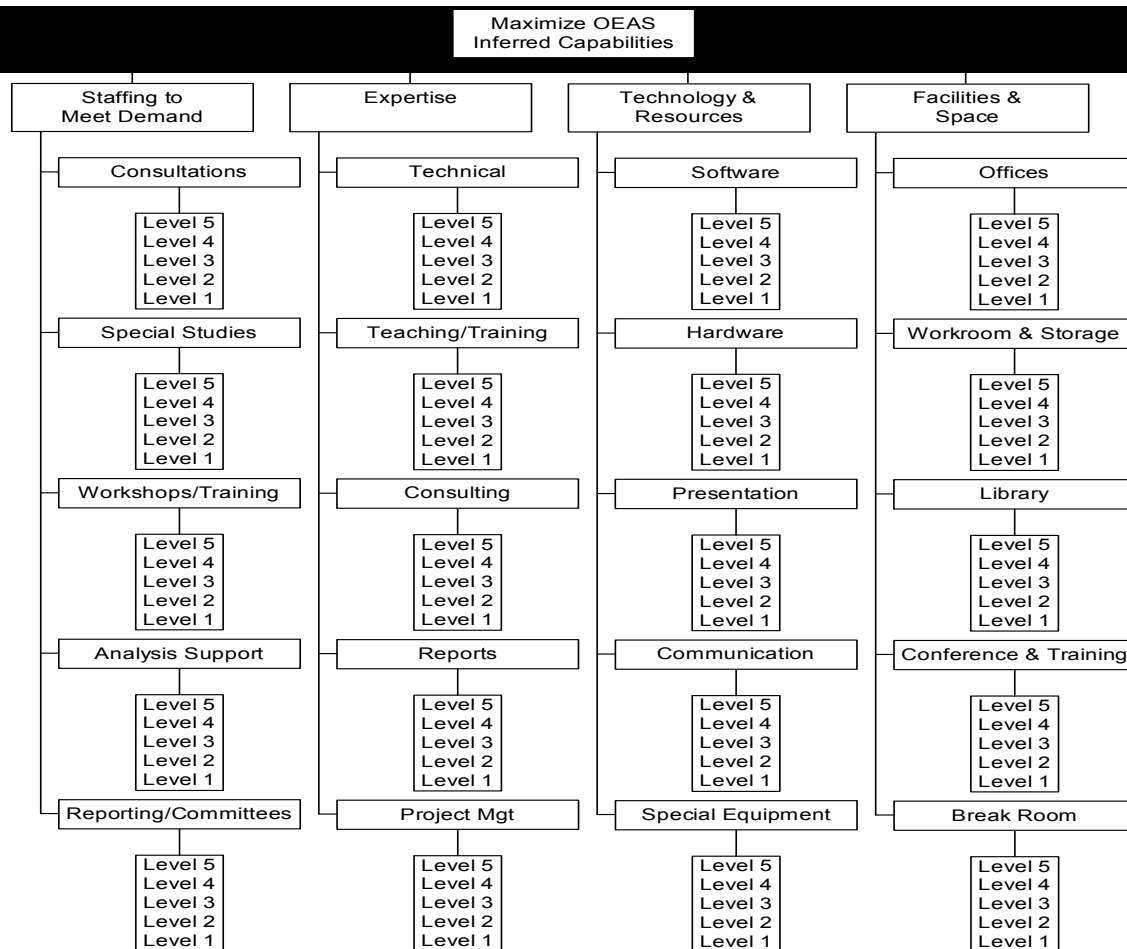 Maximize OEAS
Inferred Capabilities
Staffing to
Meet Demand
Consultations
Level 5
Level 4
Level 3
Level 2
Level 1
Special Studies
Level 5
Level 4
Level 3
Level 2
Level 1
Workshops/Training
Level 5
Level 4
Level 3
Level 2
Level 1
Analysis Support
Level 5
Level 4
Level 3
Level 2
Level 1
Reporting/Committees
Level 5
Level 4
Level 3
Level 2
Level 1
Expertise
Technical
Level 5
Level 4
Level 3
Level 2
Level 1
Teaching/Training
Level 5
Level 4
Level 3
Level 2
Level 1
Consulting
Level 5
Level 4
Level 3
Level 2
Level 1
Reports
Level 5
Level 4
Level 3
Level 2
Level 1
Project Mgt
Level 5
Level 4
Level 3
Level 2
Level 1
Technology &
Resources
Software
Level 5
Level 4
Level 3
Level 2
Level 1
Hardware
Level 5
Level 4
Level 3
Level 2
Level 1
Presentation
Level 5
Level 4
Level 3
Level 2
Level 1
Communication
Level 5
Level 4
Level 3
Level 2
Level 1
Special Equipment
Level 5
Level 4
Level 3
Level 2
Level 1
Facilities &
Space
Offices
Level 5
Level 4
Level 3
Level 2
Level 1
Workroom & Storage
Level 5
Level 4
Level 3
Level 2
Level 1
Library
Level 5
Level 4
Level 3
Level 2
Level 1
Conference & Training
Level 5
Level 4
Level 3
Level 2
Level 1
Break Room
Level 5
Level 4
Level 3
Level 2
Level 1